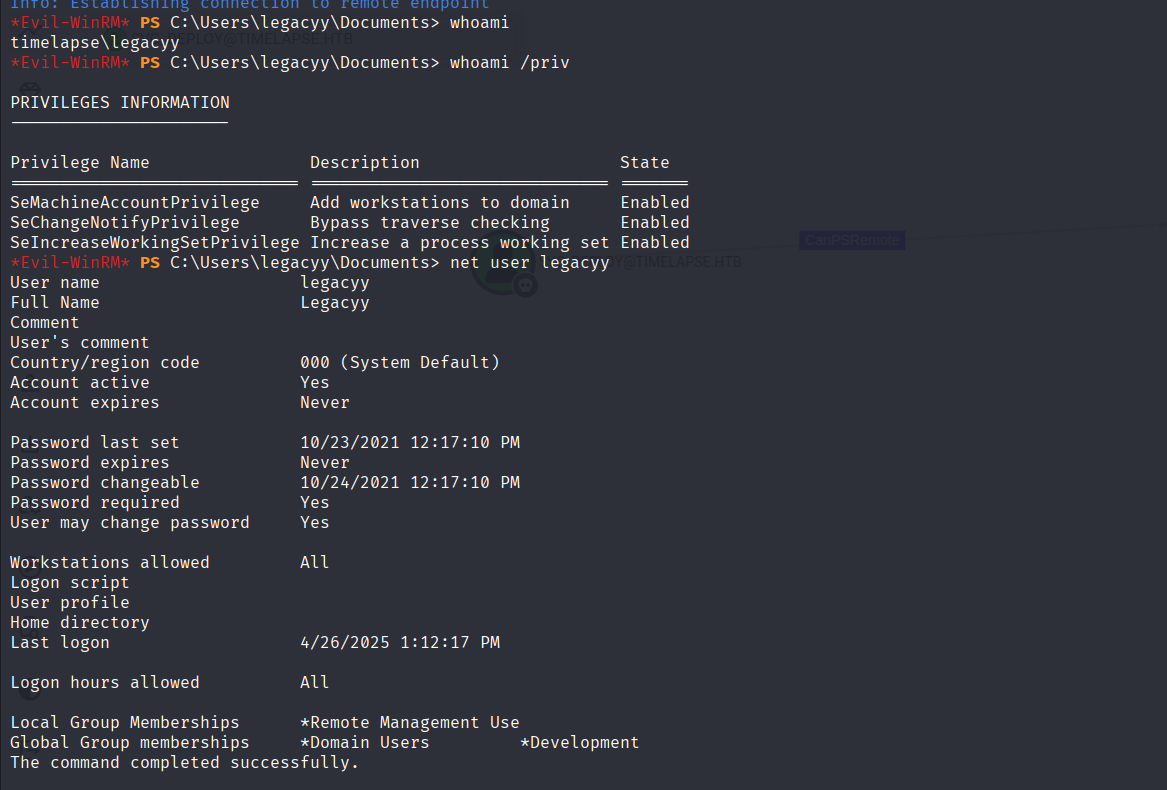 Info: Establishing connection to remote endpoint
*Evil-WinRM* PS C:\Users\legacyy\Documents> whoami
timelapse\legacyy
*Evil-WinRM* PS C:\Users\legacyy\Documents> whoami /priv
PRIVILEGES INFORMATION
Privilege Name Description State
SeMachineAccountPrivilege Add workstations to domain Enabled
SeChangeNotifyPrivilege Bypass traverse checking Enabled
SeIncreaseWorkingSetPrivilege Increase a process working set Enabled
CanPSRemote
*Evil-WinRM* PS C:\Users\legacyy\Documents> net user legacyy
User name legacyy
Full Name Legacyy
Comment
User's comment
Country/region code 000 (System Default)
Account active Yes
Account expires Never
Password last set 10/23/2021 12:17:10 PM
Password expires Never
Password changeable 10/24/2021 12:17:10 PM
Password required Yes
User may change password Yes
Workstations allowed All
Logon script
User profile
Home directory
Last logon 4/26/2025 1:12:17 PM
Logon hours allowed All
Local Group Memberships *Remote Management Use
Global Group memberships *Domain Users *Development
The command completed successfully.